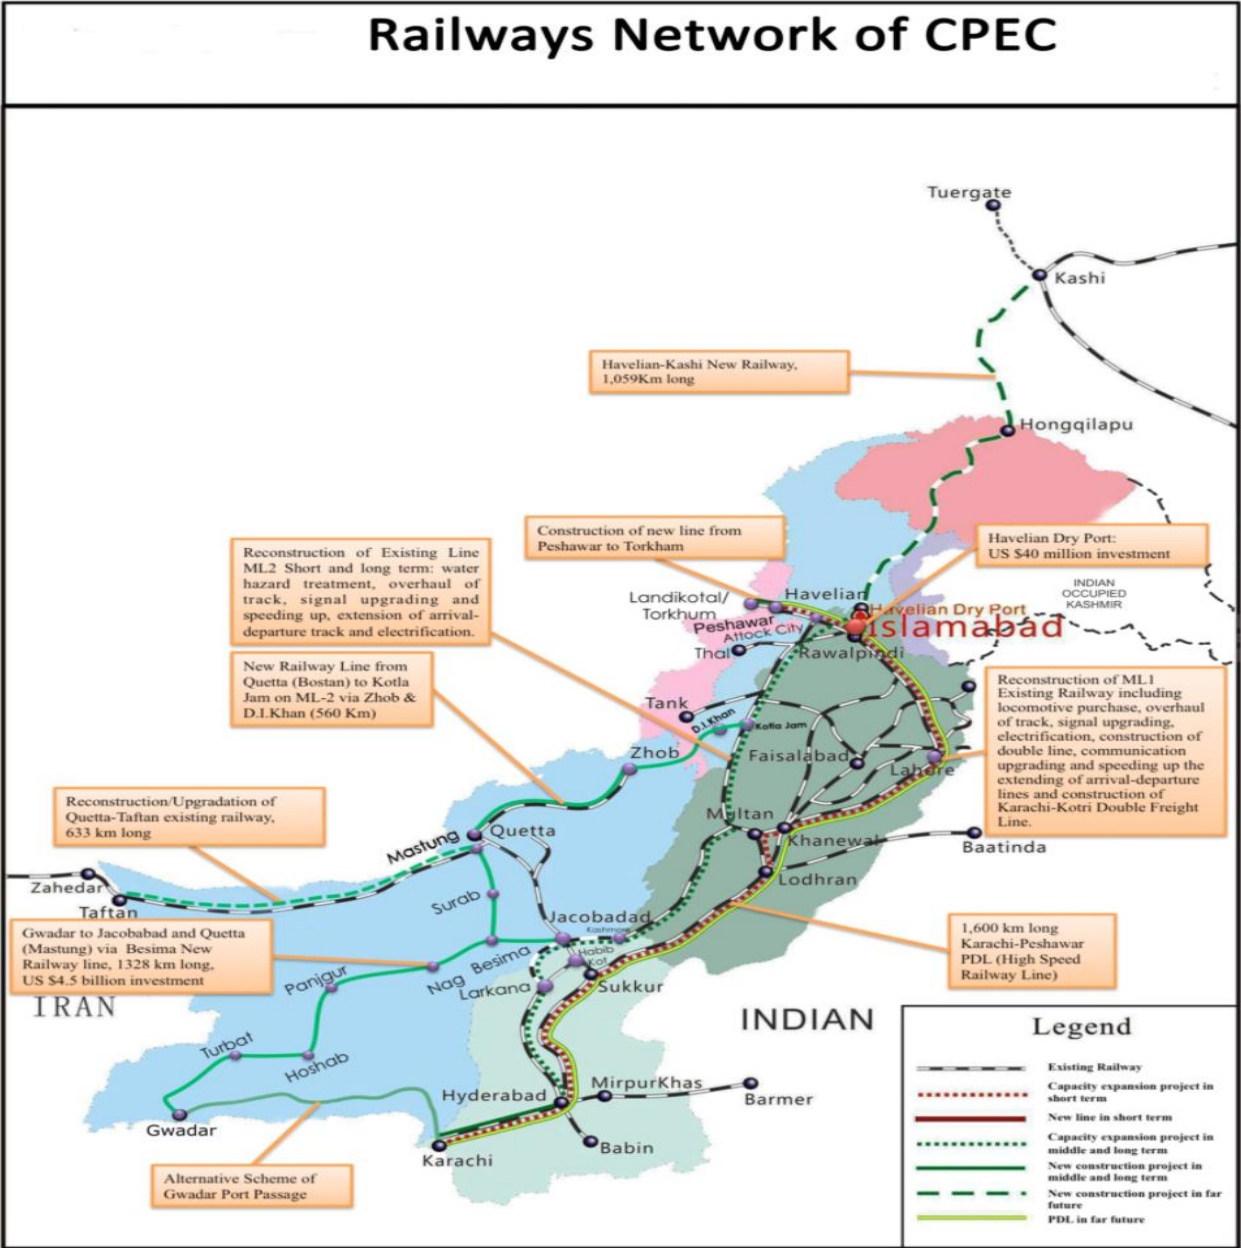 Railways Network of CPEC
Tuergate
Kashi
Havelian-Kashi New Railway,
1,059Km long
Hongqilapu
Construction of new line from
Peshawar to Torkham
Havelian Dry Port:
US $40 million investment
Reconstruction of Existing Line
ML2 Short and long term: water
hazard treatment, overhaul of
track, signal upgrading and
speeding up, extension of arrival-
departure track and electrification.
INDIAN
OCCUPIED
KASHMIR
Landikotal/
Torkhum
Havelian
Havelian Dry Port
Islamabad
Peshawar
Attock City
Thal
Rawalpindi
New Railway Line from
Quetta (Bostan) to Kotla
Jam on ML-2 via Zhob &
D.I.Khan (560 Km)
Reconstruction of ML1
Existing Railway including
locomotive purchase, overhaul
of track, signal upgrading,
electrification, construction of
double line, communication
upgrading and speeding up the
extending of arrival-departure
lines and construction of
Karachi-Kotri Double Freight
Line.
Tank
D.I.Khan
Kotla Jam
Zhob
Faisalabad
Lahore
Reconstruction/Upgradation of
Quetta-Taftan existing railway,
633 km long
Multan
Mastung
Quetta
Khanewal
Baatinda
Zahedar
Taftan
Lodhran
Surab
Jacobadad
Kashmore
Gwadar to Jacobabad and Quetta
(Mastung) via Besima New
Railway line, 1328 km long,
US $4.5 billion investment
1,600 km long
Karachi-Peshawar
PDL (High Speed
Railway Line)
Habib
Kot
Nag
Besima
Panjgur
Larkana
Sukkur
IRAN
INDIAN
Turbat
Hoshab
Hyderabad
MirpurKhas
Barmer
Gwadar
Karachi
Babin
Alternative Scheme of
Gwadar Port Passage
Legend
Existing Railway
Capacity expansion project in
short term
New line in short term
Capacity expansion project in
middle and long term
New construction project in
middle and long term
New construction project in far
future
PDL in far future